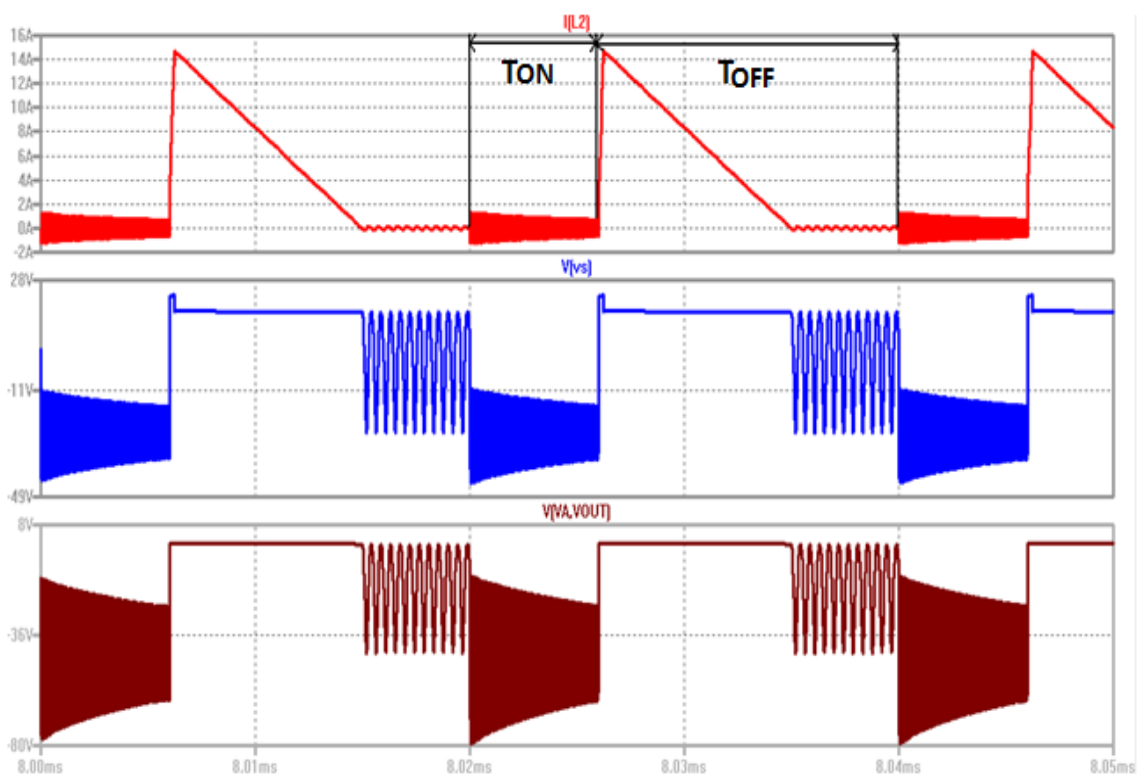 I(L2)
16A
14A
12A
10A
8A
6A
4A
2A
0A
-2A
TON
TOFF
V(vs)
28V
-11V
-49V
V(VA,VOUT)
8V
-36V
-80V
8.00ms
8.01ms
8.02ms
8.03ms
8.04ms
8.05ms